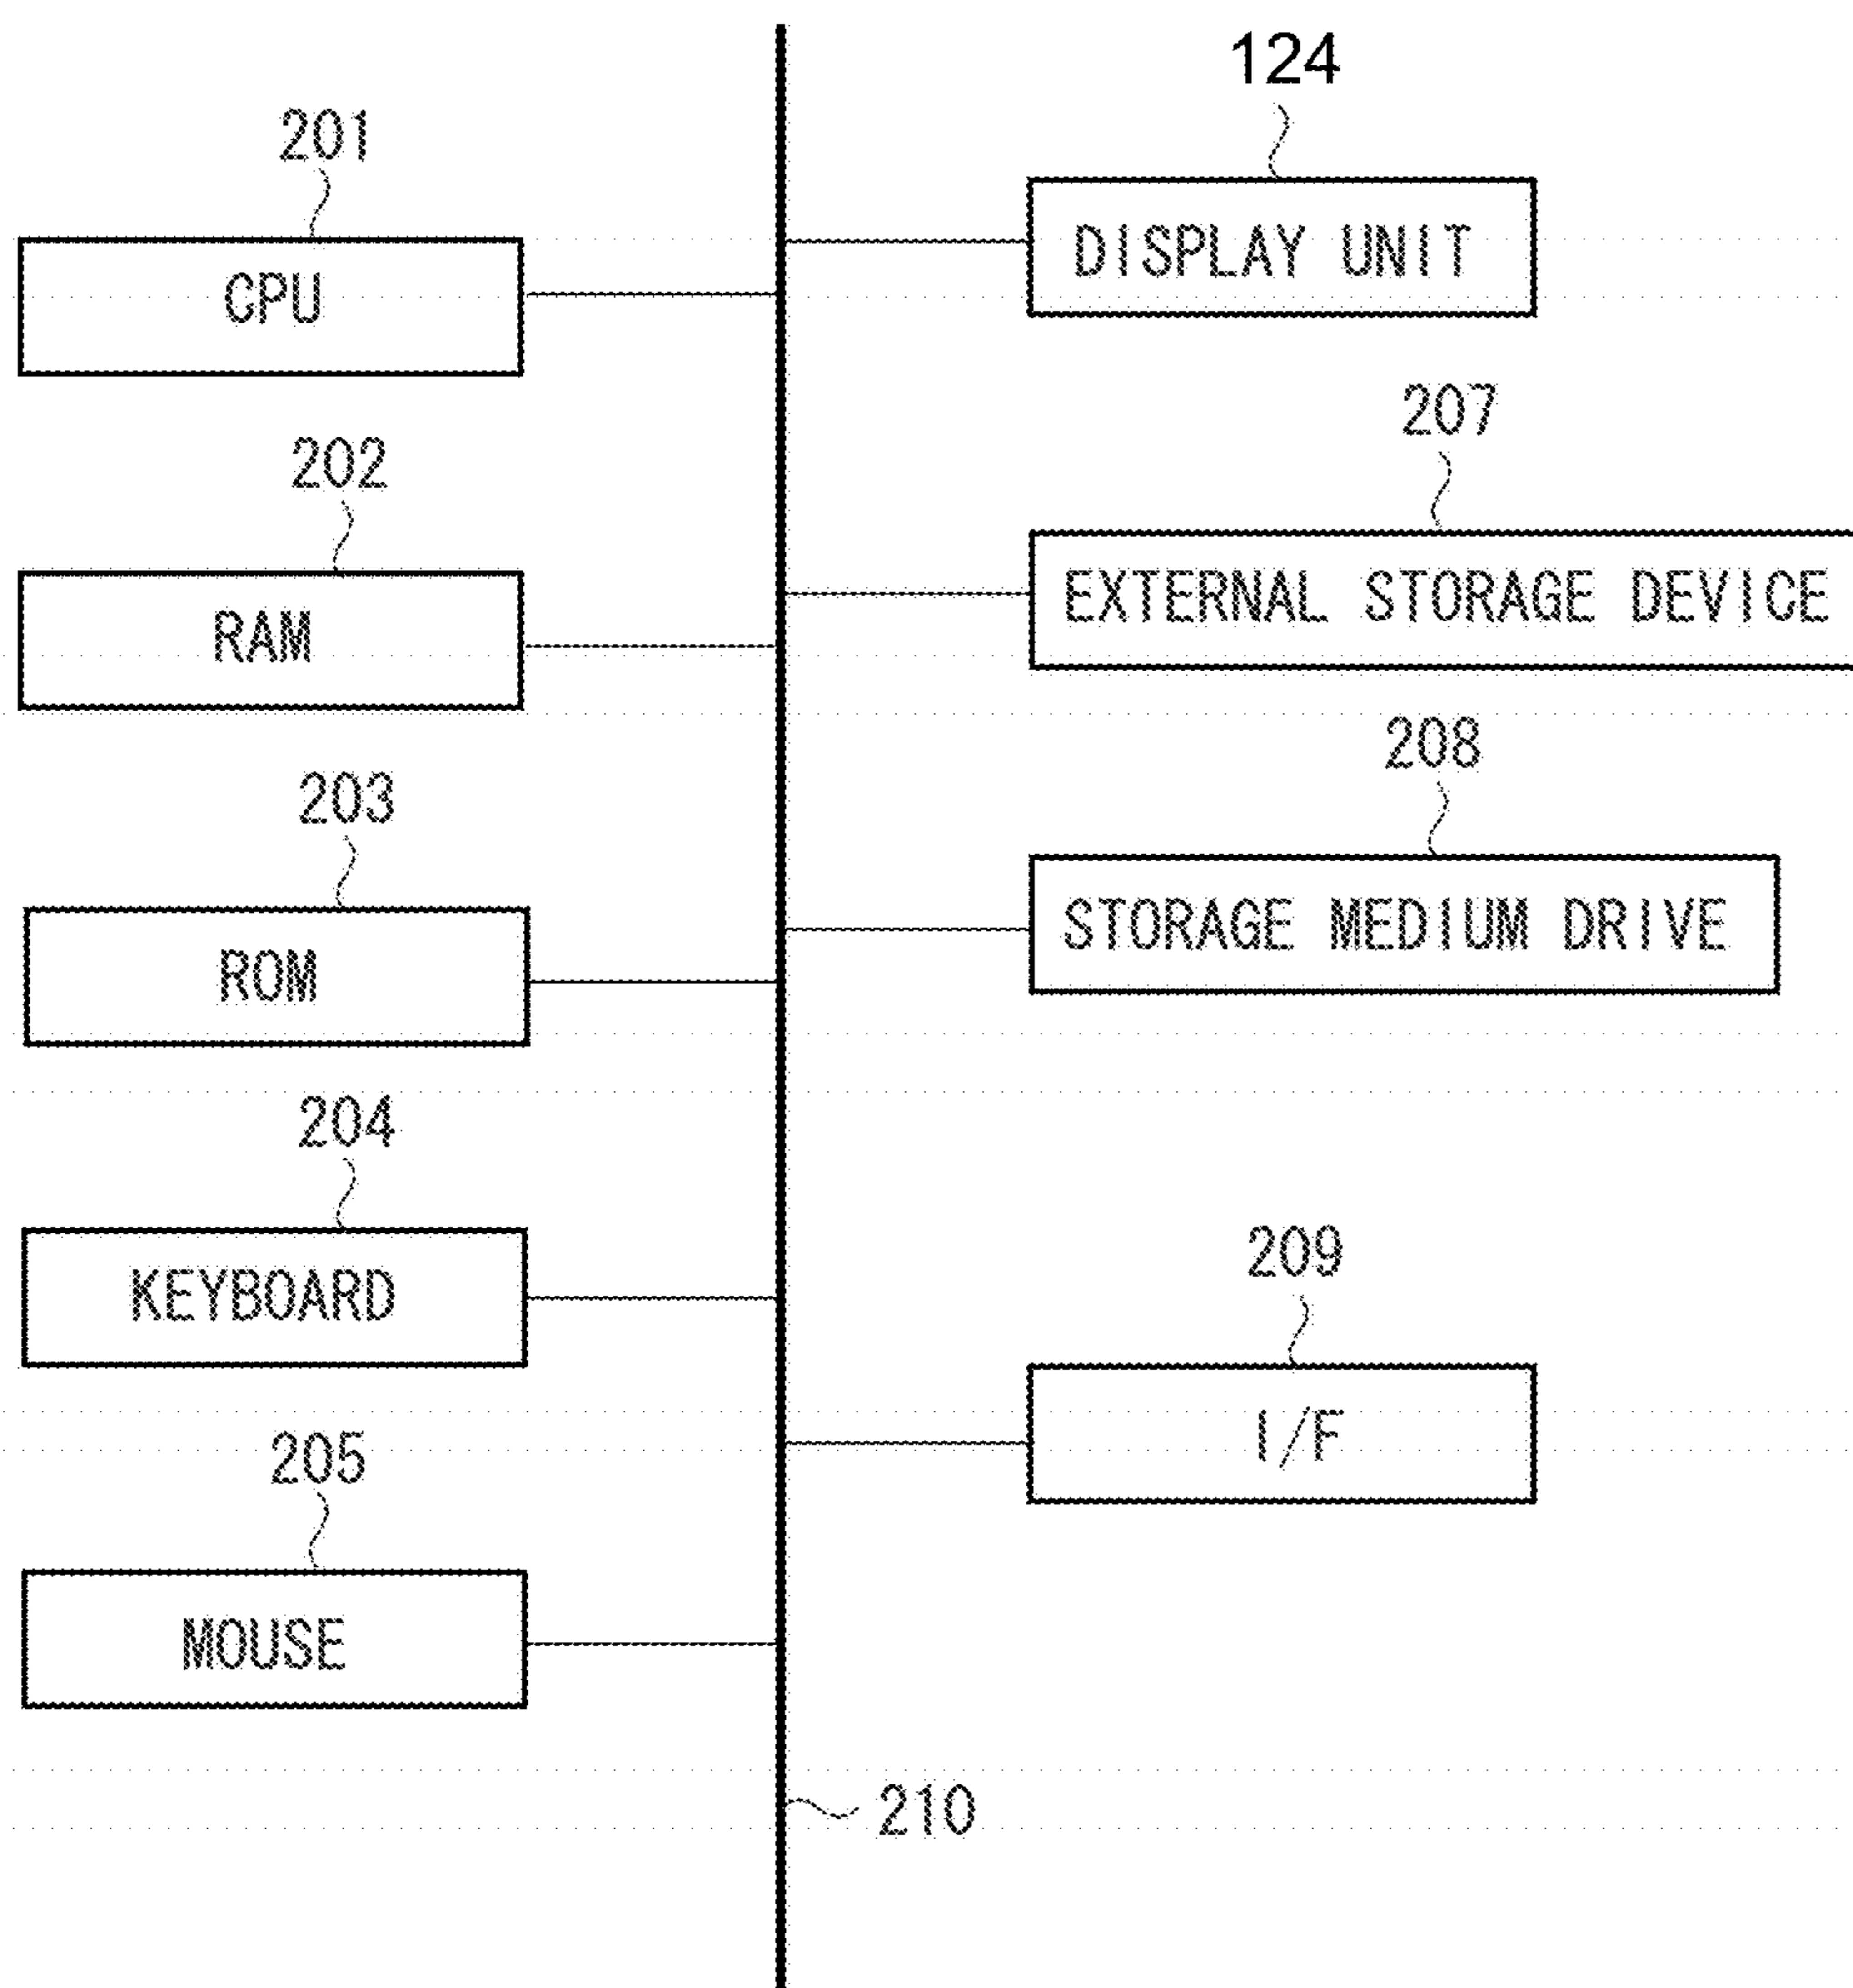 201
CPU
202
RAM
203
ROM
204
KEYBOARD
205
MOUSE
124
DISPLAY UNIT
207
EXTERNAL STORAGE DEVICE
208
STORAGE MEDIUM DRIVE
209
I/F
210